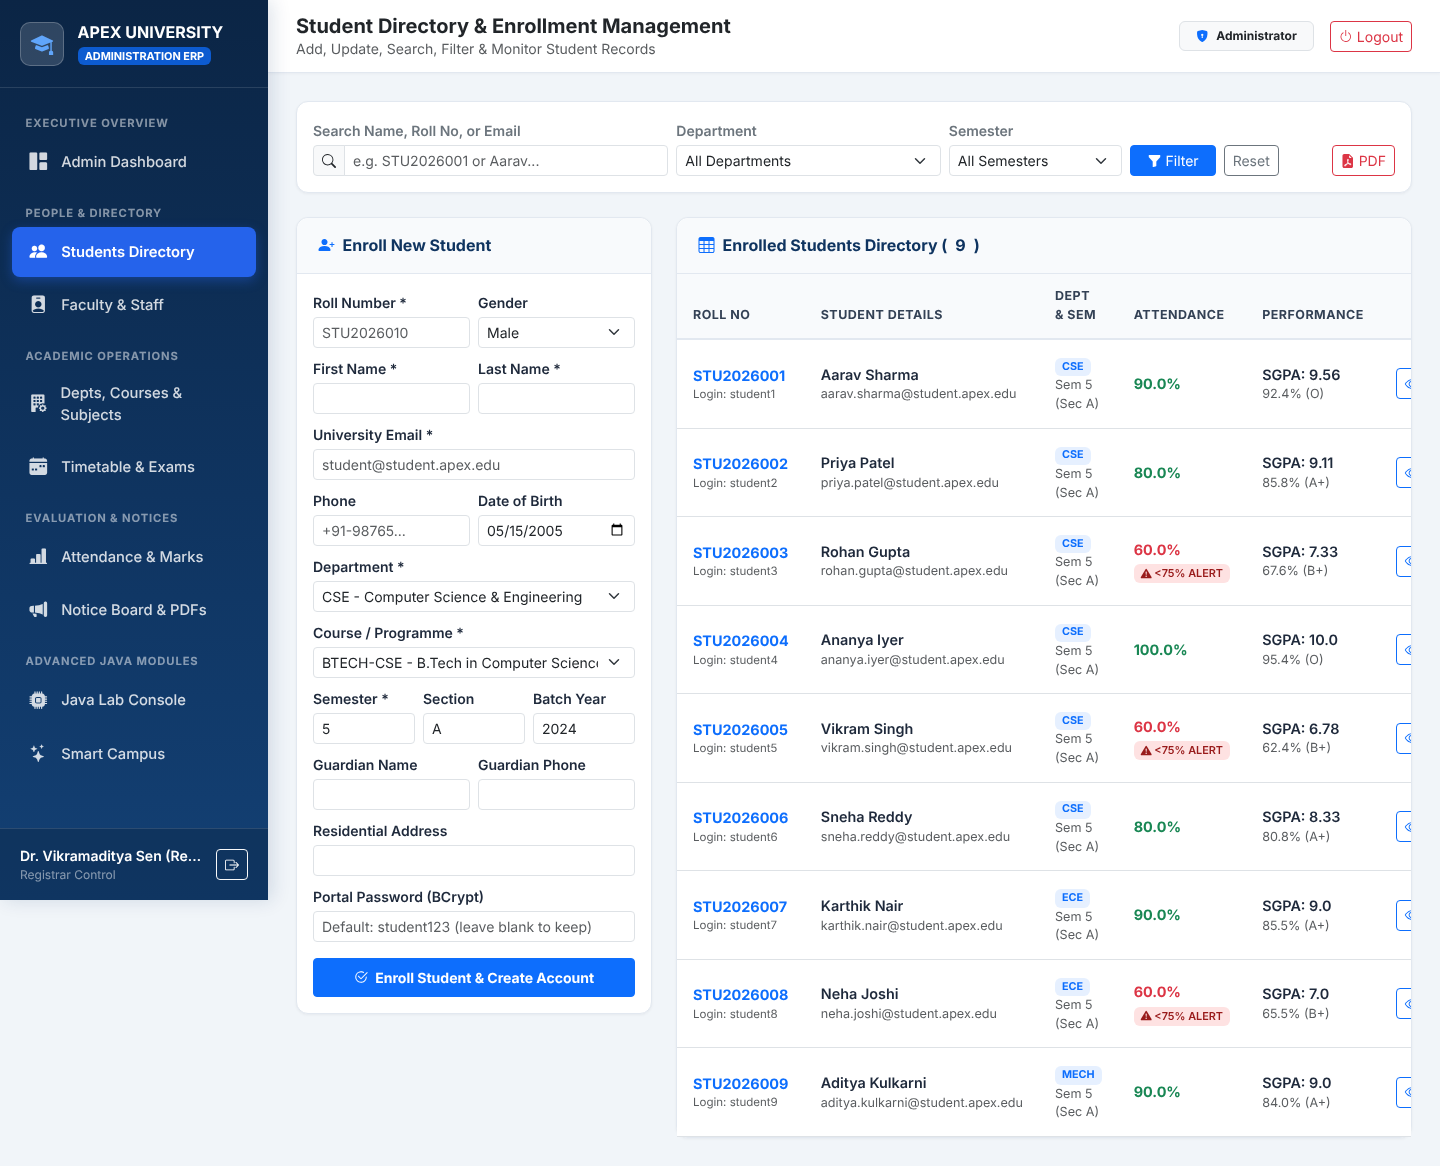 APEX UNIVERSITY
ADMINISTRATION ERP
EXECUTIVE OVERVIEW
Admin Dashboard
PEOPLE & DIRECTORY
Students Directory
Faculty & Staff
ACADEMIC OPERATIONS
Depts, Courses &
Subjects
Timetable & Exams
EVALUATION & NOTICES
Attendance & Marks
Notice Board & PDFs
ADVANCED JAVA MODULES
Java Lab Console
Smart Campus
Dr. Vikramaditya Sen (Re...
Registrar Control
Student Directory & Enrollment Management
Add, Update, Search, Filter & Monitor Student Records
Administrator
Logout
Search Name, Roll No, or Email
e.g. STU2026001 or Aarav...
Department
All Departments
Semester
All Semesters
Filter
Reset
PDF
Enroll New Student
Roll Number *
Gender
STU2026010
Male
First Name *
Last Name *
University Email *
student@student.apex.edu
Phone
Date of Birth
+91-98765...
05/15/2005
Department *
CSE - Computer Science & Engineering
Course / Programme *
BTECH-CSE - B.Tech in Computer Science
Semester *
Section
Batch Year
5
A
2024
Guardian Name
Guardian Phone
Residential Address
Portal Password (BCrypt)
Default: student123 (leave blank to keep)
Enroll Student & Create Account
Enrolled Students Directory ( 9 )
ROLL NO
STUDENT DETAILS
DEPT
& SEM
ATTENDANCE
PERFORMANCE
STU2026001
Login: student1
Aarav Sharma
aarav.sharma@student.apex.edu
CSE
Sem 5
(Sec A)
90.0%
SGPA: 9.56
92.4% (O)
STU2026002
Login: student2
Priya Patel
priya.patel@student.apex.edu
CSE
Sem 5
(Sec A)
80.0%
SGPA: 9.11
85.8% (A+)
STU2026003
Login: student3
Rohan Gupta
rohan.gupta@student.apex.edu
CSE
Sem 5
(Sec A)
60.0%
<75% ALERT
SGPA: 7.33
67.6% (B+)
STU2026004
Login: student4
Ananya Iyer
ananya.iyer@student.apex.edu
CSE
Sem 5
(Sec A)
100.0%
SGPA: 10.0
95.4% (O)
STU2026005
Login: student5
Vikram Singh
vikram.singh@student.apex.edu
CSE
Sem 5
(Sec A)
60.0%
<75% ALERT
SGPA: 6.78
62.4% (B+)
STU2026006
Login: student6
Sneha Reddy
sneha.reddy@student.apex.edu
CSE
Sem 5
(Sec A)
80.0%
SGPA: 8.33
80.8% (A+)
STU2026007
Login: student7
Karthik Nair
karthik.nair@student.apex.edu
ECE
Sem 5
(Sec A)
90.0%
SGPA: 9.0
85.5% (A+)
STU2026008
Login: student8
Neha Joshi
neha.joshi@student.apex.edu
ECE
Sem 5
(Sec A)
60.0%
<75% ALERT
SGPA: 7.0
65.5% (B+)
STU2026009
Login: student9
Aditya Kulkarni
aditya.kulkarni@student.apex.edu
MECH
Sem 5
(Sec A)
90.0%
SGPA: 9.0
84.0% (A+)